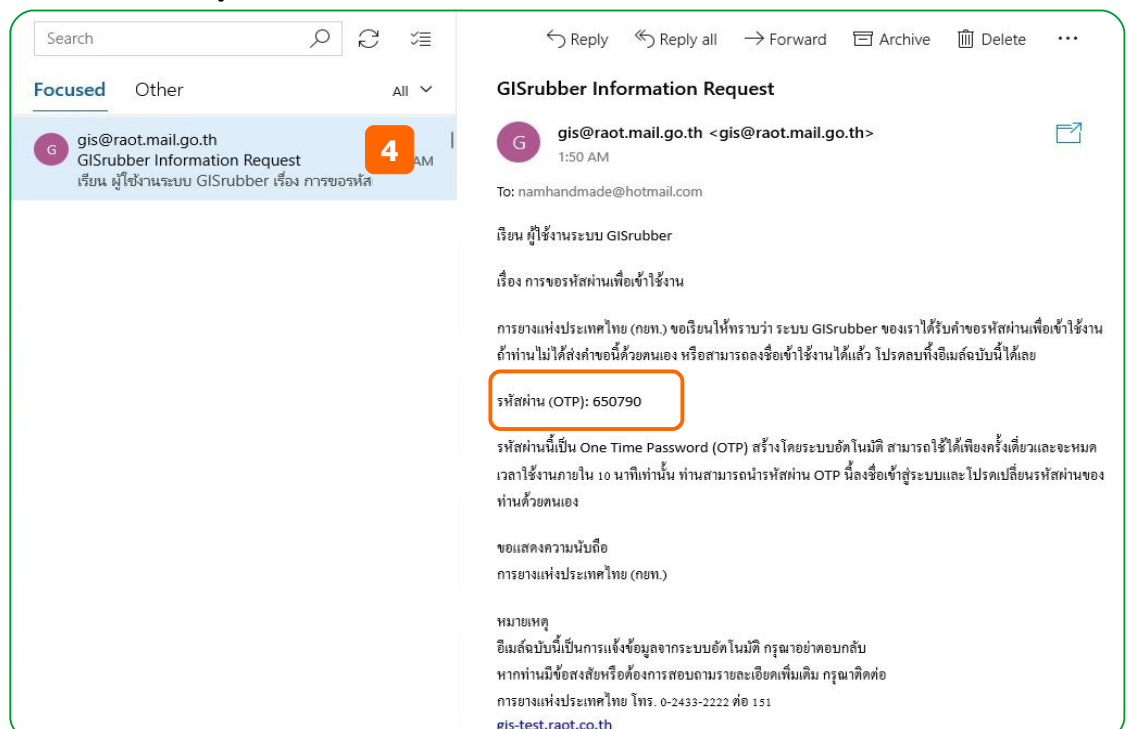 Search
Focused Other All
gis@raot.mail.go.th
GISrubber Information Request
4
AM
เรียน ผู้ใช้งานระบบ GISrubber เรื่อง การขอรหัส
Reply Reply all Forward Archive Delete ...
GISrubber Information Request
G
gis@raot.mail.go.th <gis@raot.mail.go.th>
1:50 AM
To: namhandmade@hotmail.com
เรียน ผู้ใช้งานระบบ GISrubber
เรื่อง การขอรหัสผ่านเพื่อเข้าใช้งาน
การยางแห่งประเทศไทย (กยท.) ขอเรียนให้ทราบว่า ระบบ GISrubber ของเราได้รับคำขอรหัสผ่านเพื่อเข้าใช้งาน
ถ้าท่านไม่ได้ส่งคำขอนี้ด้วยตนเอง หรือสามารถลงชื่อเข้าใช้งานได้แล้ว โปรดลบทิ้งอีเมล์ฉบับนี้ได้เลย
รหัสผ่าน (OTP): 650790
รหัสผ่านนี้เป็น One Time Password (OTP) สร้างโดยระบบอัตโนมัติ สามารถใช้ได้เพียงครั้งเดียวและจะหมด
เวลาใช้งานภายใน 10 นาทีเท่านั้น ท่านสามารถนำรหัสผ่าน OTP นี้ลงชื่อเข้าสู่ระบบและโปรดเปลี่ยนรหัสผ่านของ
ท่านด้วยตนเอง
ขอแสดงความนับถือ
การยางแห่งประเทศไทย (กยท.)
หมายเหตุ
อีเมล์ฉบับนี้เป็นการแจ้งข้อมูลจากระบบอัตโนมัติ กรุณาอย่าตอบกลับ
หากท่านมีข้อสงสัยหรือต้องการสอบถามรายละเอียดเพิ่มเติม กรุณาติดต่อ
การยางแห่งประเทศไทย โทร. 0-2433-2222 ต่อ 151
gis-test.raot.co.th